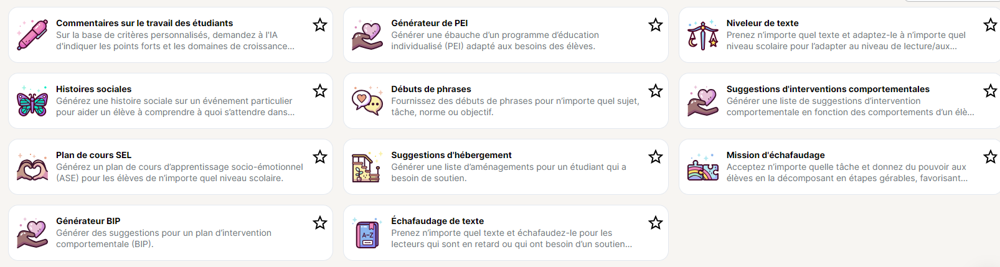 Commentaires sur le travail des étudiants
Sur la base de critères personnalisés, demandez à l'IA
d'indiquer les points forts et les domaines de croissance...
Générateur de PEI
Générer une ébauche d’un programme d’éducation
individualisé (PEI) adapté aux besoins des élèves.
Niveleur de texte
Prenez n’importe quel texte et adaptez-le à n’importe quel
niveau scolaire pour l’adapter au niveau de lecture/aux...
Histoires sociales
Générez une histoire sociale sur un événement particulier
pour aider un élève à comprendre à quoi s’attendre dans...
Débuts de phrases
Fournissez des débuts de phrases pour n’importe quel sujet,
tâche, norme ou objectif.
Suggestions d'interventions comportementales
Générer une liste de suggestions d’intervention
comportementale en fonction des comportements d’un élè...
Plan de cours SEL
Générez un plan de cours d’apprentissage socio-émotionnel
(ASE) pour les élèves de n’importe quel niveau scolaire.
Suggestions d'hébergement
Générer une liste d’aménagements pour un étudiant qui a
besoin de soutien.
Mission d'échafaudage
Acceptez n’importe quelle tâche et donnez du pouvoir aux
élèves en la décomposant en étapes gérables, favorisant...
Générateur BIP
Générer des suggestions pour un plan d’intervention
comportementale (BIP).
A-Z
Échafaudage de texte
Prenez n’importe quel texte et échafaudez-le pour les
lecteurs qui sont en retard ou qui ont besoin d’un soutien...